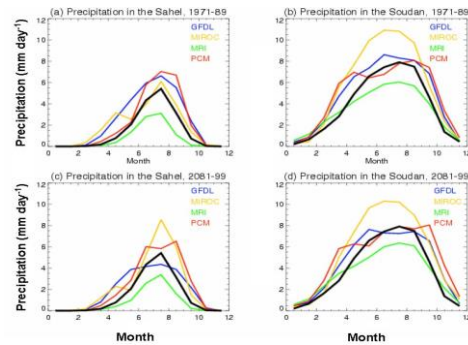 (a) Precipitation in the Sahel, 1971-89
(b) Precipitation in the Soudan, 1971-89
GFDL
MIROC
MRI
PCM
GFDL
MIROC
MRI
PCM
Precipitation (mm day⁻¹)
12
10
8
6
4
2
0
12
10
8
6
4
2
0
0 2 4 6 8 10 12
0 2 4 6 8 10 12
Month
Month
(c) Precipitation in the Sahel, 2081-99
(d) Precipitation in the Soudan, 2081-99
GFDL
MIROC
MRI
PCM
GFDL
MIROC
MRI
PCM
Precipitation (mm day⁻¹)
12
10
8
6
4
2
0
12
10
8
6
4
2
0
0 2 4 6 8 10 12
0 2 4 6 8 10 12
Month
Month